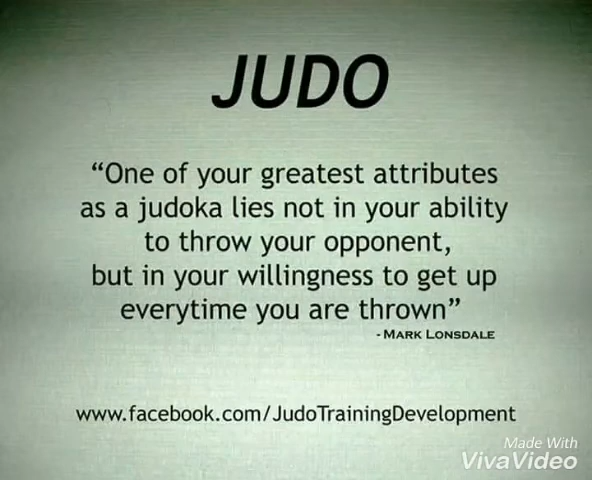 JUDO
“One of your greatest attributes
as a judoka lies not in your ability
to throw your opponent,
but in your willingness to get up
everytime you are thrown”
- Mark Lonsdale
www.facebook.com/JudoTrainingDevelopment
Made With
VivaVideo